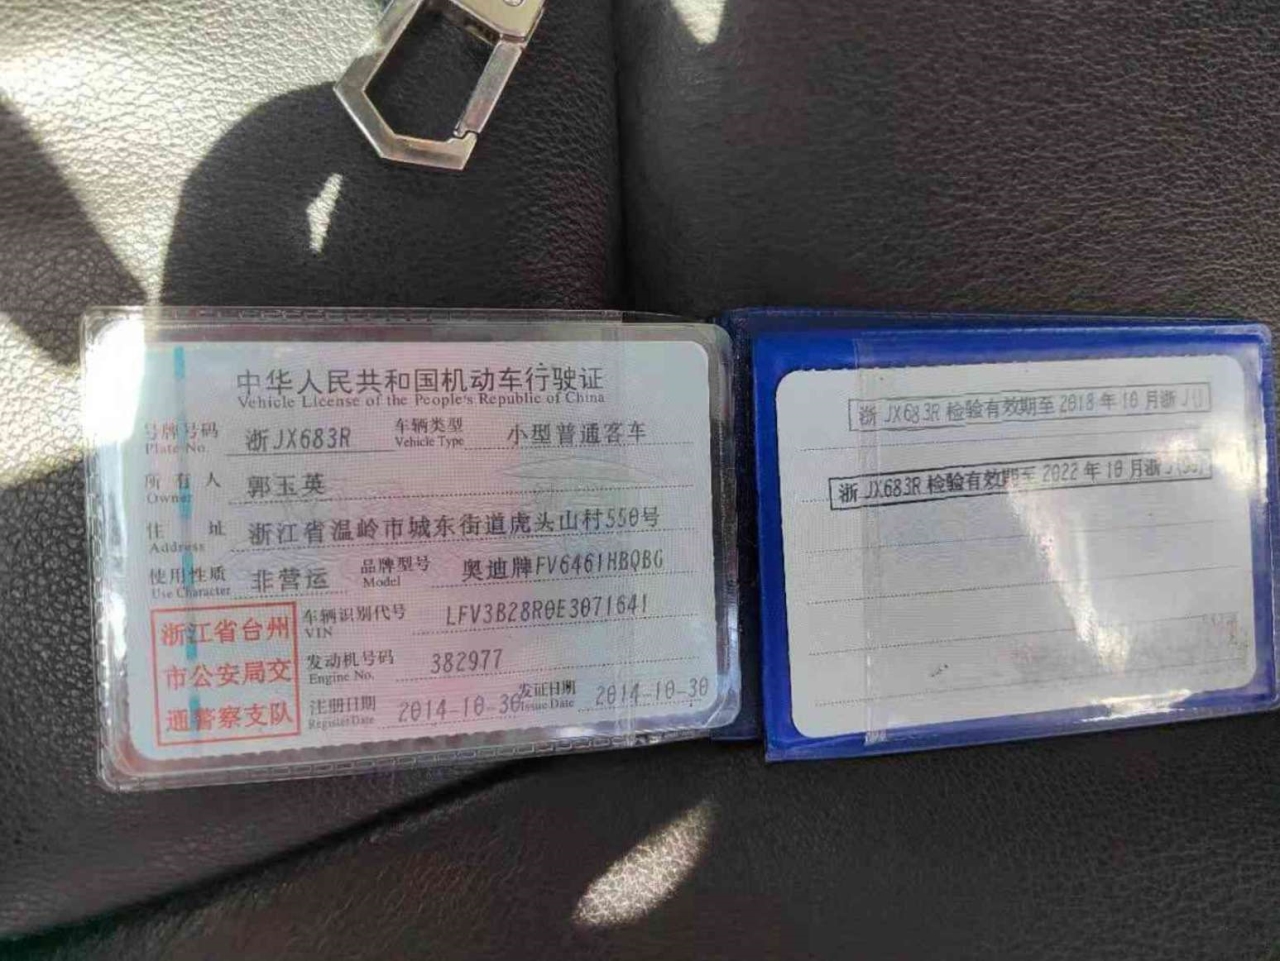 中华人民共和国机动车行驶证
Vehicle License of the People's Republic of China
号牌号码 浙JX683R 车辆类型 小型普通客车
Plate No. Vehicle Type
所有人 郭玉英
Owner
住址 浙江省温岭市城东街道虎头山村550号
Address
使用性质 非营运 品牌型号 奥迪牌FV6461HBQBG
Use Character Model
浙江省台州
市公安局交
通警察支队
车辆识别代号 LFV3B28R0E3071641
VIN
发动机号码 382977
Engine No.
注册日期 2014-10-30 发证日期 2014-10-30
Register Date Issue Date
浙JX683R 检验有效期至 2018年10月浙J
浙JX683R 检验有效期至 2022年10月浙